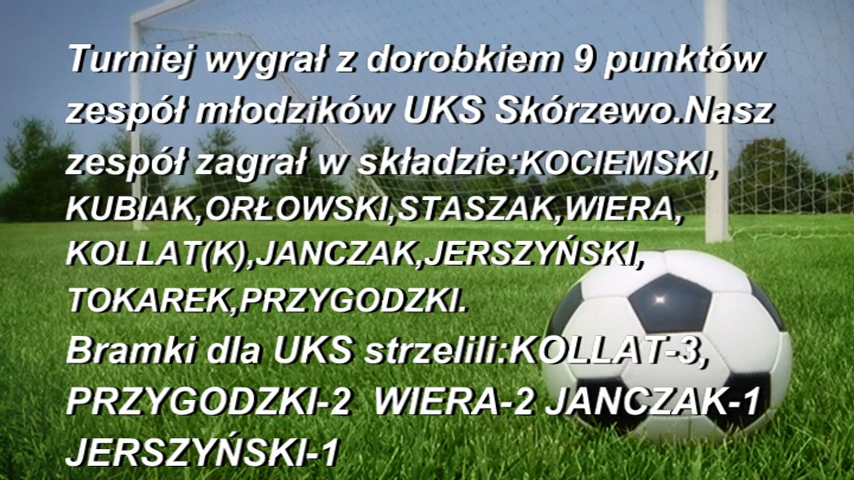 Turniej wygrał z dorobkiem 9 punktów
zespół młodzików UKS Skórzewo.Nasz
zespół zagrał w składzie:KOCIEMSKI,
KUBIAK,ORŁOWSKI,STASZAK,WIERA,
KOLLAT(K),JANCZAK,JERSZYŃSKI,
TOKAREK,PRZYGODZKI.
Bramki dla UKS strzelili:KOLLAT-3,
PRZYGODZKI-2 WIERA-2 JANCZAK-1
JERSZYŃSKI-1